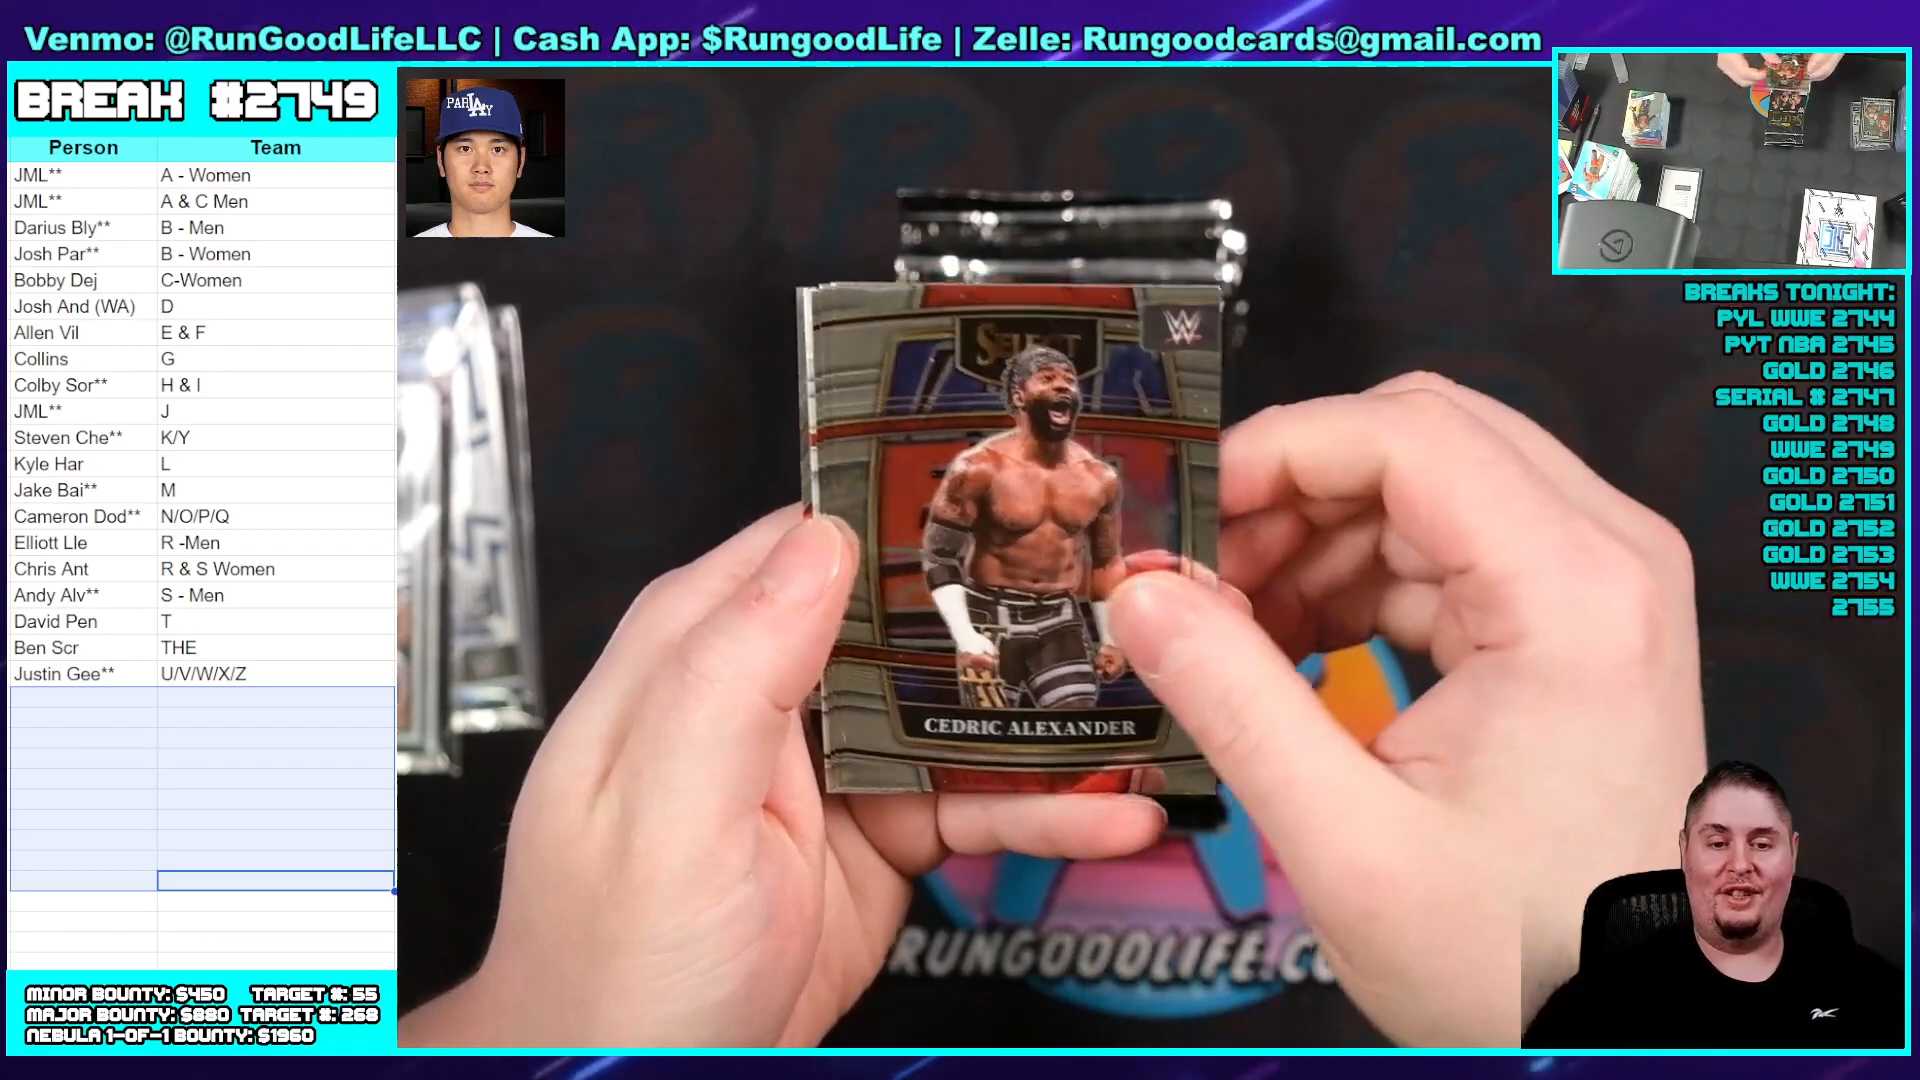 Venmo: @RunGoodLifeLLC | Cash App: $RungoodLife | Zelle: Rungoodcards@gmail.com
BREAK #2749
Person Team
JML** A - Women
JML** A & C Men
Darius Bly** B - Men
Josh Par** B - Women
Bobby Dej C-Women
Josh And (WA) D
Allen Vil E & F
Collins G
Colby Sor** H & I
JML** J
Steven Che** K/Y
Kyle Har L
Jake Bai** M
Cameron Dod** N/O/P/Q
Elliott Lle R -Men
Chris Ant R & S Women
Andy Alv** S - Men
David Pen T
Ben Scr THE
Justin Gee** U/V/W/X/Z
MINOR BOUNTY: $450 TARGET #: 55
MAJOR BOUNTY: $880 TARGET #: 268
NEBULA 1-OF-1 BOUNTY: $1960
SELECT
W
CEDRIC ALEXANDER
RUNGOODLIFE.CO
SELECT
BREAKS TONIGHT:
PYL WWE 2744
PYT NBA 2745
GOLD 2746
SERIAL # 2747
GOLD 2748
WWE 2749
GOLD 2750
GOLD 2751
GOLD 2752
GOLD 2753
WWE 2754
2755